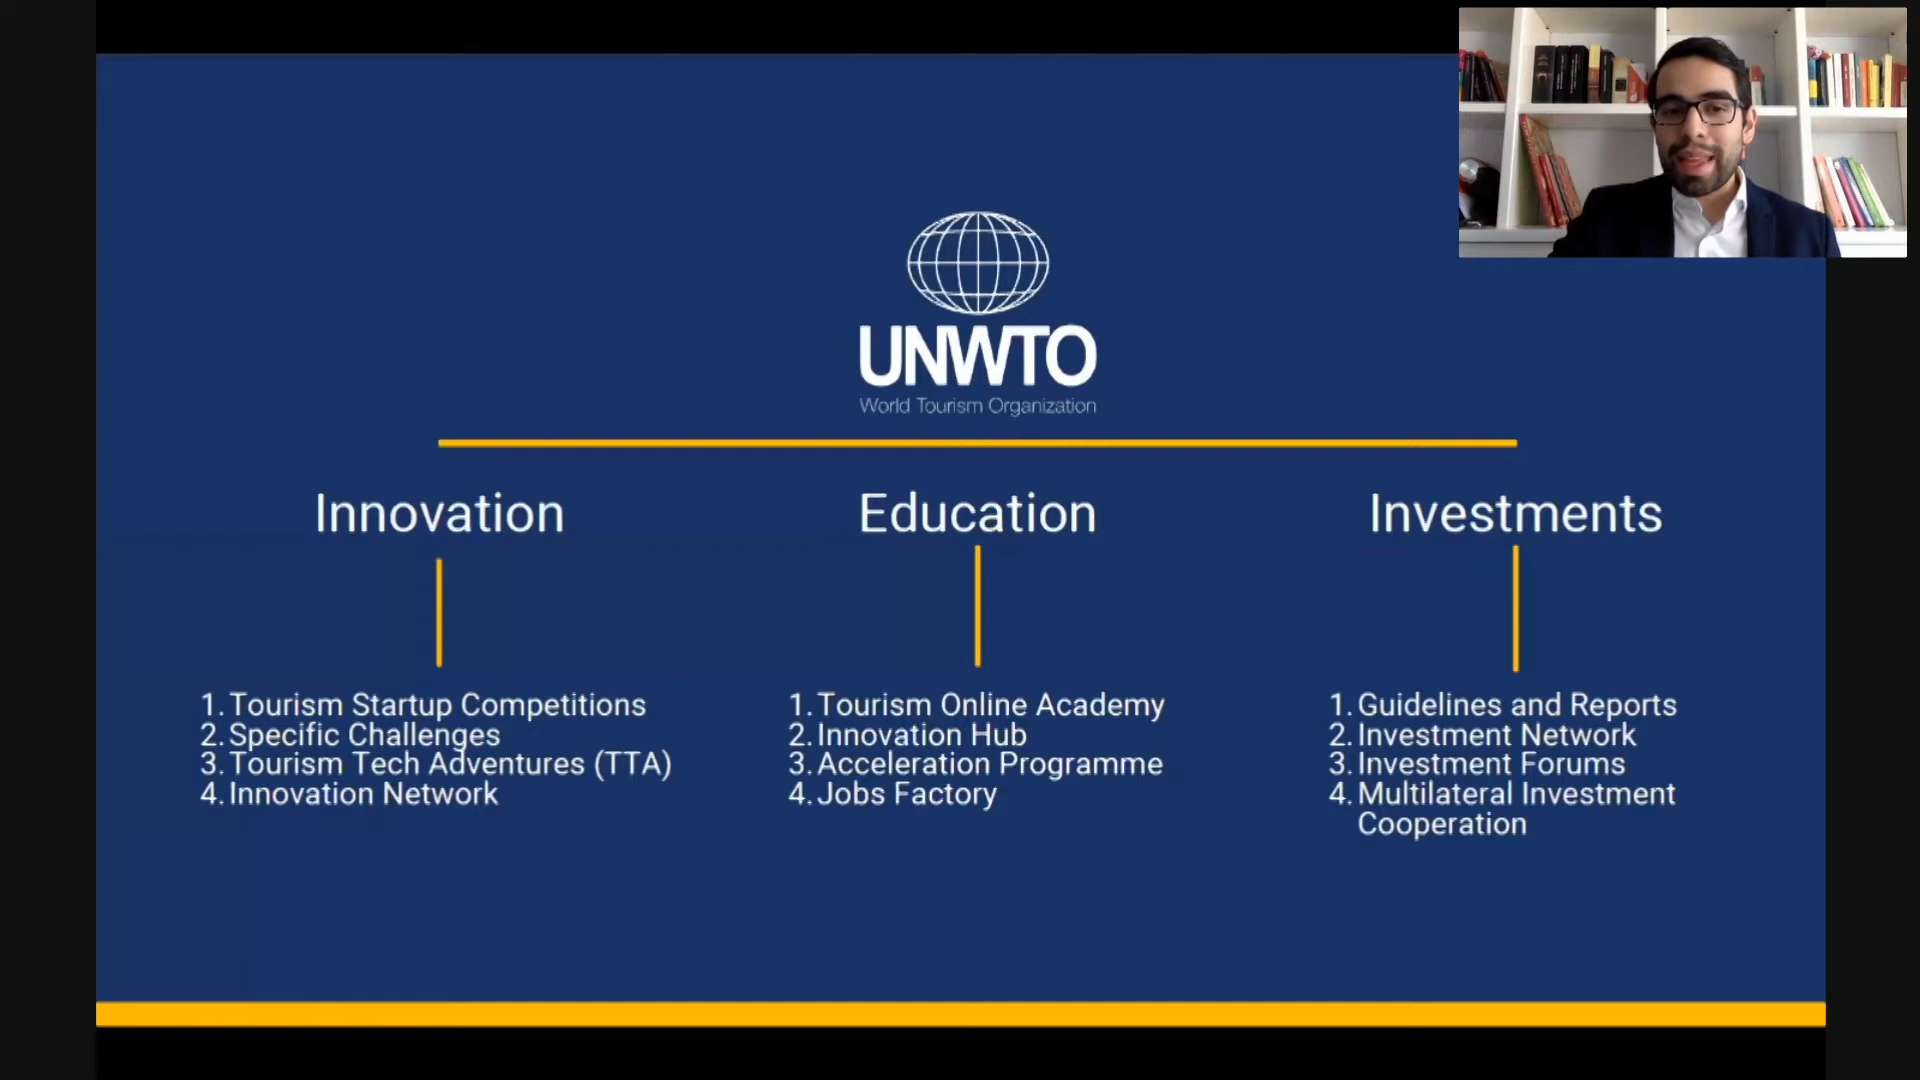 UNWTO
World Tourism Organization
Innovation
1. Tourism Startup Competitions
2. Specific Challenges
3. Tourism Tech Adventures (TTA)
4. Innovation Network
Education
1. Tourism Online Academy
2. Innovation Hub
3. Acceleration Programme
4. Jobs Factory
Investments
1. Guidelines and Reports
2. Investment Network
3. Investment Forums
4. Multilateral Investment
Cooperation